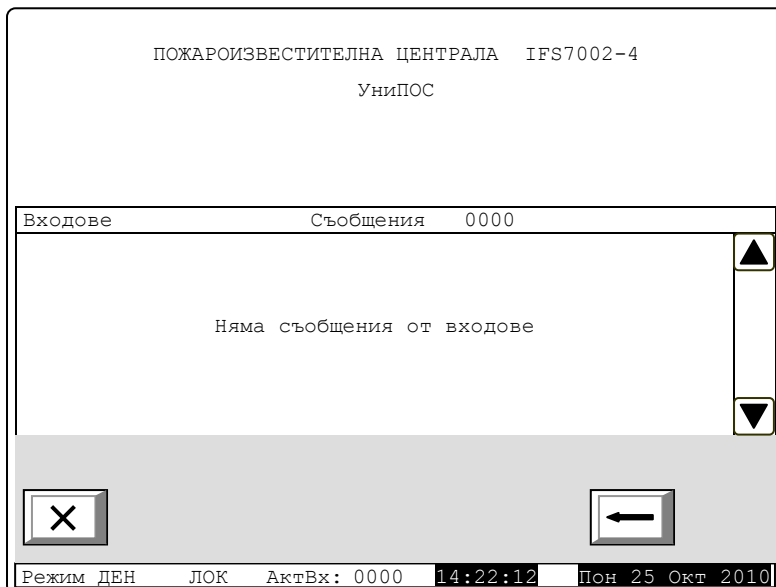 ПОЖАРОИЗВЕСТИТЕЛНА ЦЕНТРАЛА IFS7002-4
УниПОС
Входове Съобщения 0000
Няма съобщения от входове
Режим ДЕН ЛОК АктВх: 0000 14:22:12 Пон 25 Окт 2010